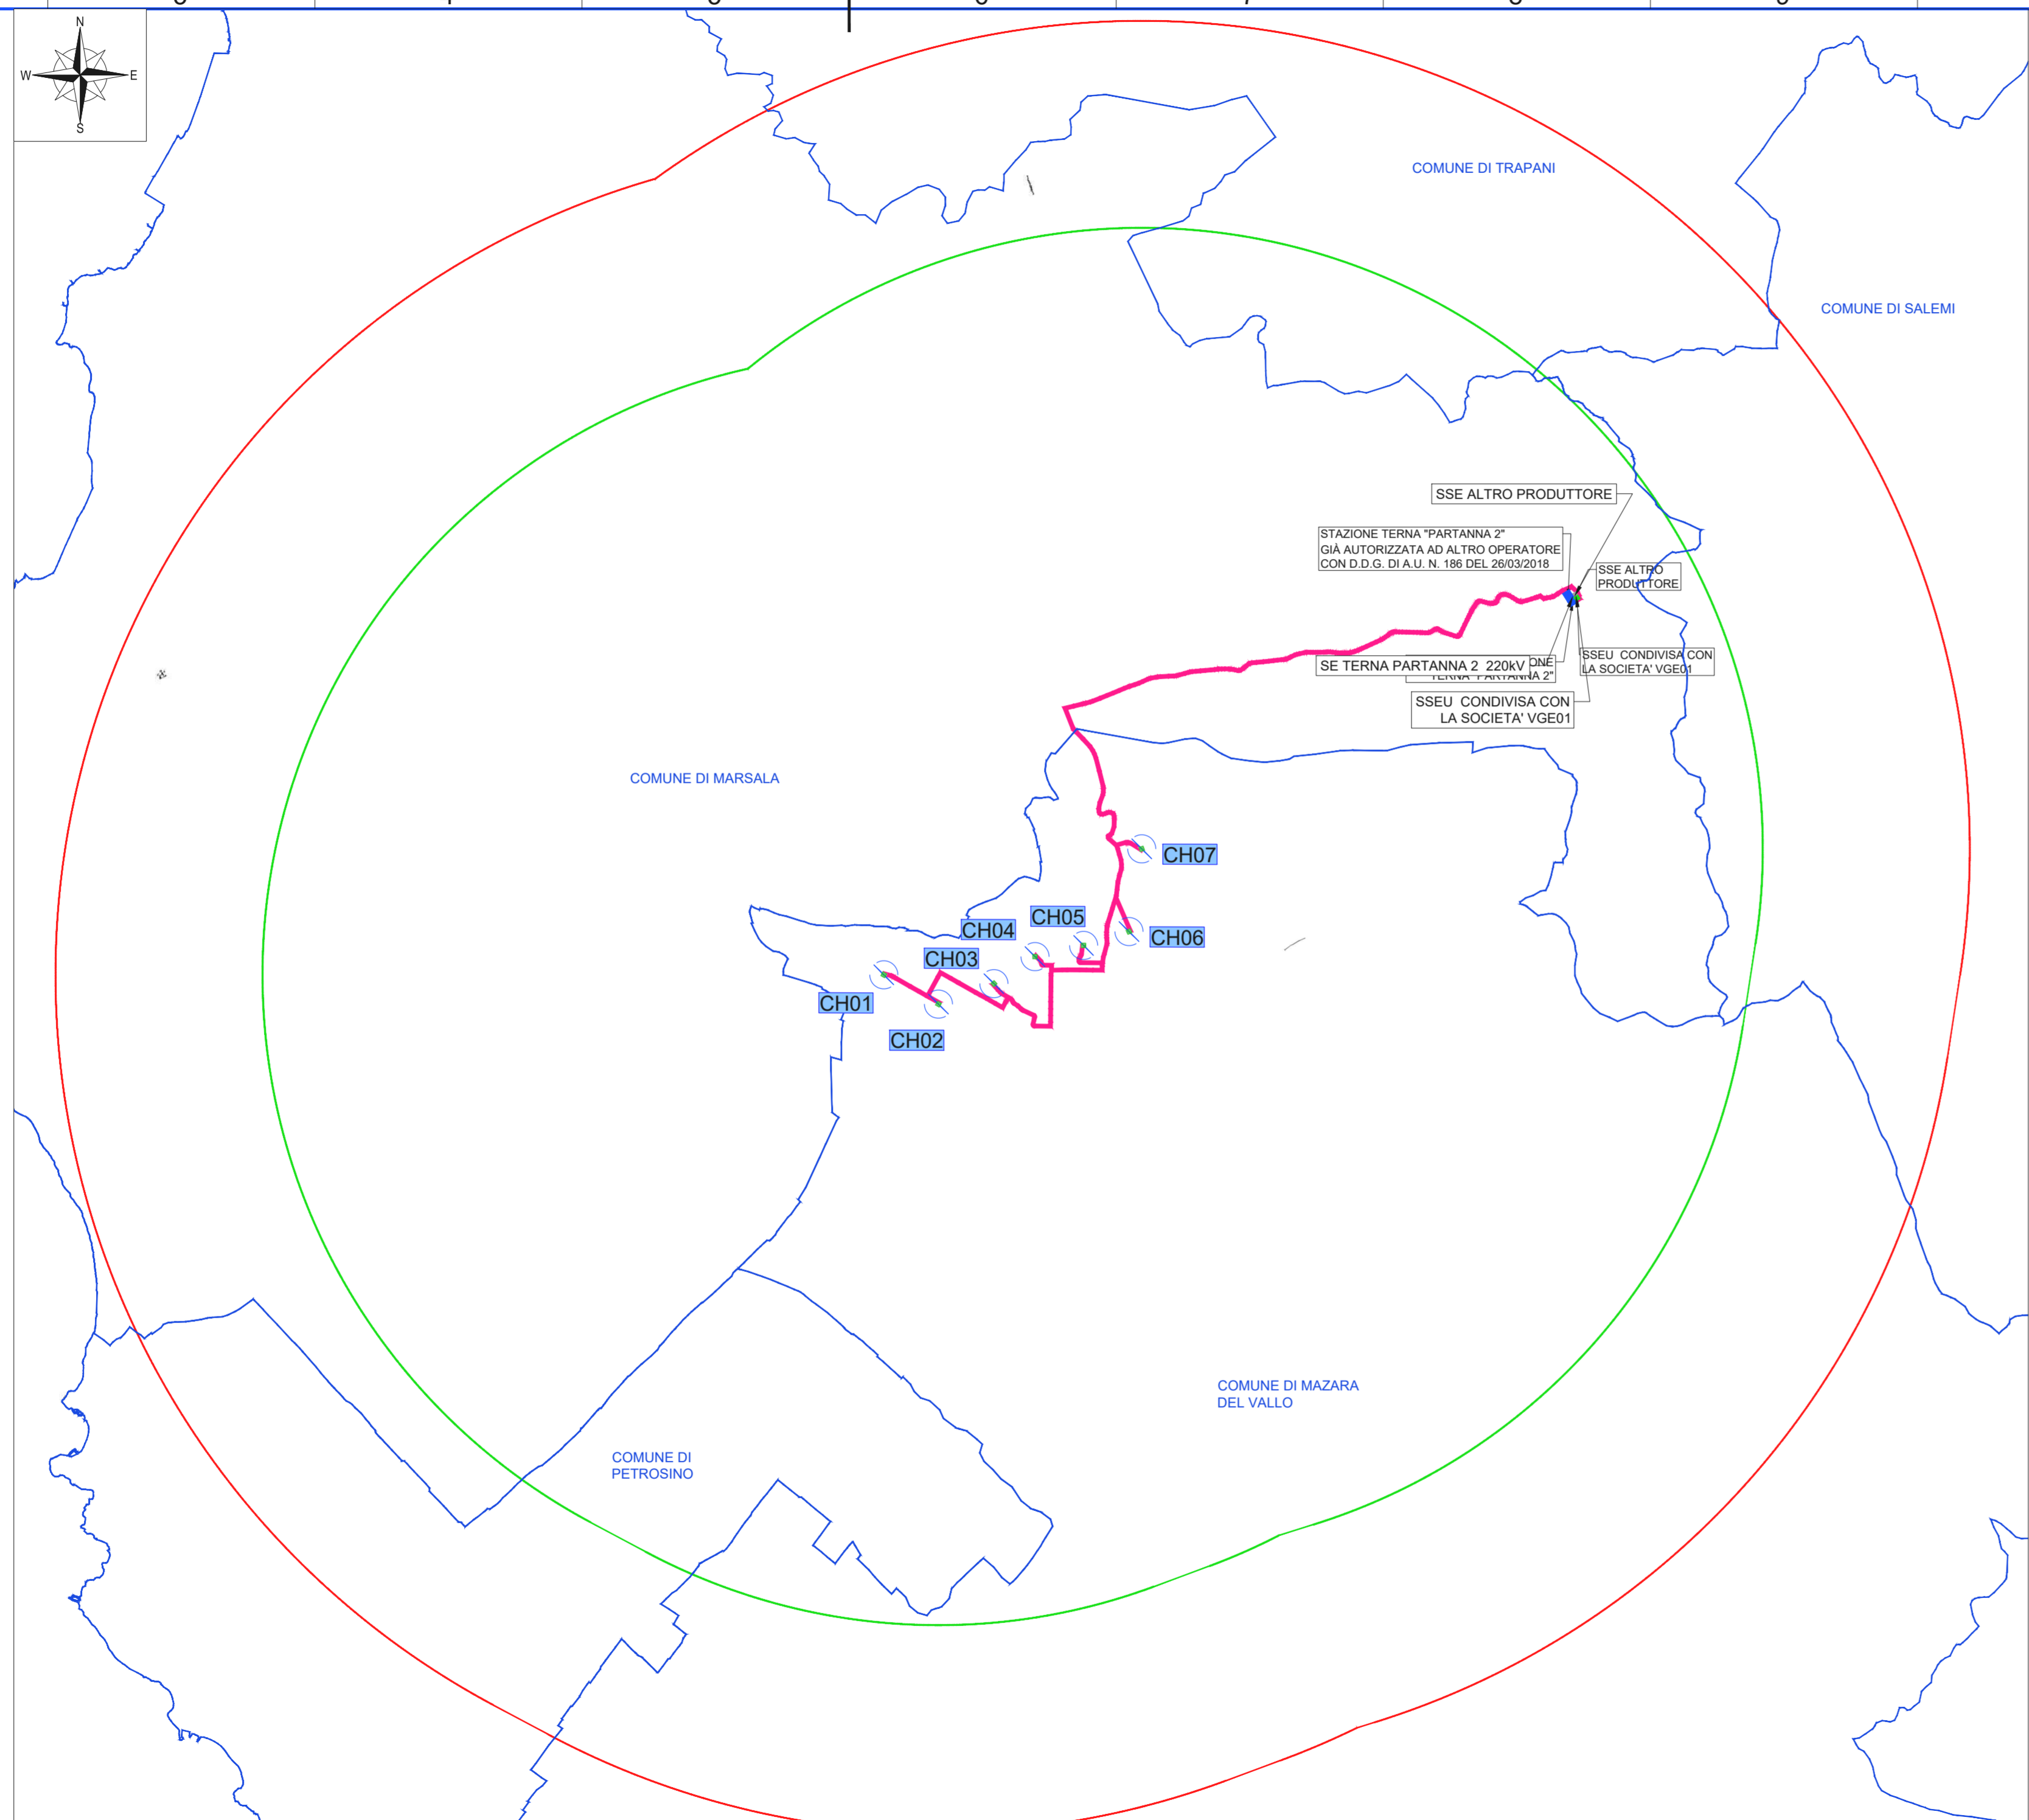 N
W
E
S
COMUNE DI TRAPANI
COMUNE DI SALEMI
SSE ALTRO PRODUTTORE
STAZIONE TERNA "PARTANNA 2"
GIÀ AUTORIZZATA AD ALTRO OPERATORE
CON D.D.G. DI A.U. N. 186 DEL 26/03/2018
SSE ALTRO
PRODUTTORE
SE TERNA PARTANNA 2 220kV
TERNA "PARTANNA 2"
SSEU CONDIVISA CON
LA SOCIETA' VGE01
SSEU CONDIVISA CON
LA SOCIETA' VGE01
COMUNE DI MARSALA
CH07
CH05
CH04
CH06
CH03
CH01
CH02
COMUNE DI MAZARA
DEL VALLO
COMUNE DI
PETROSINO